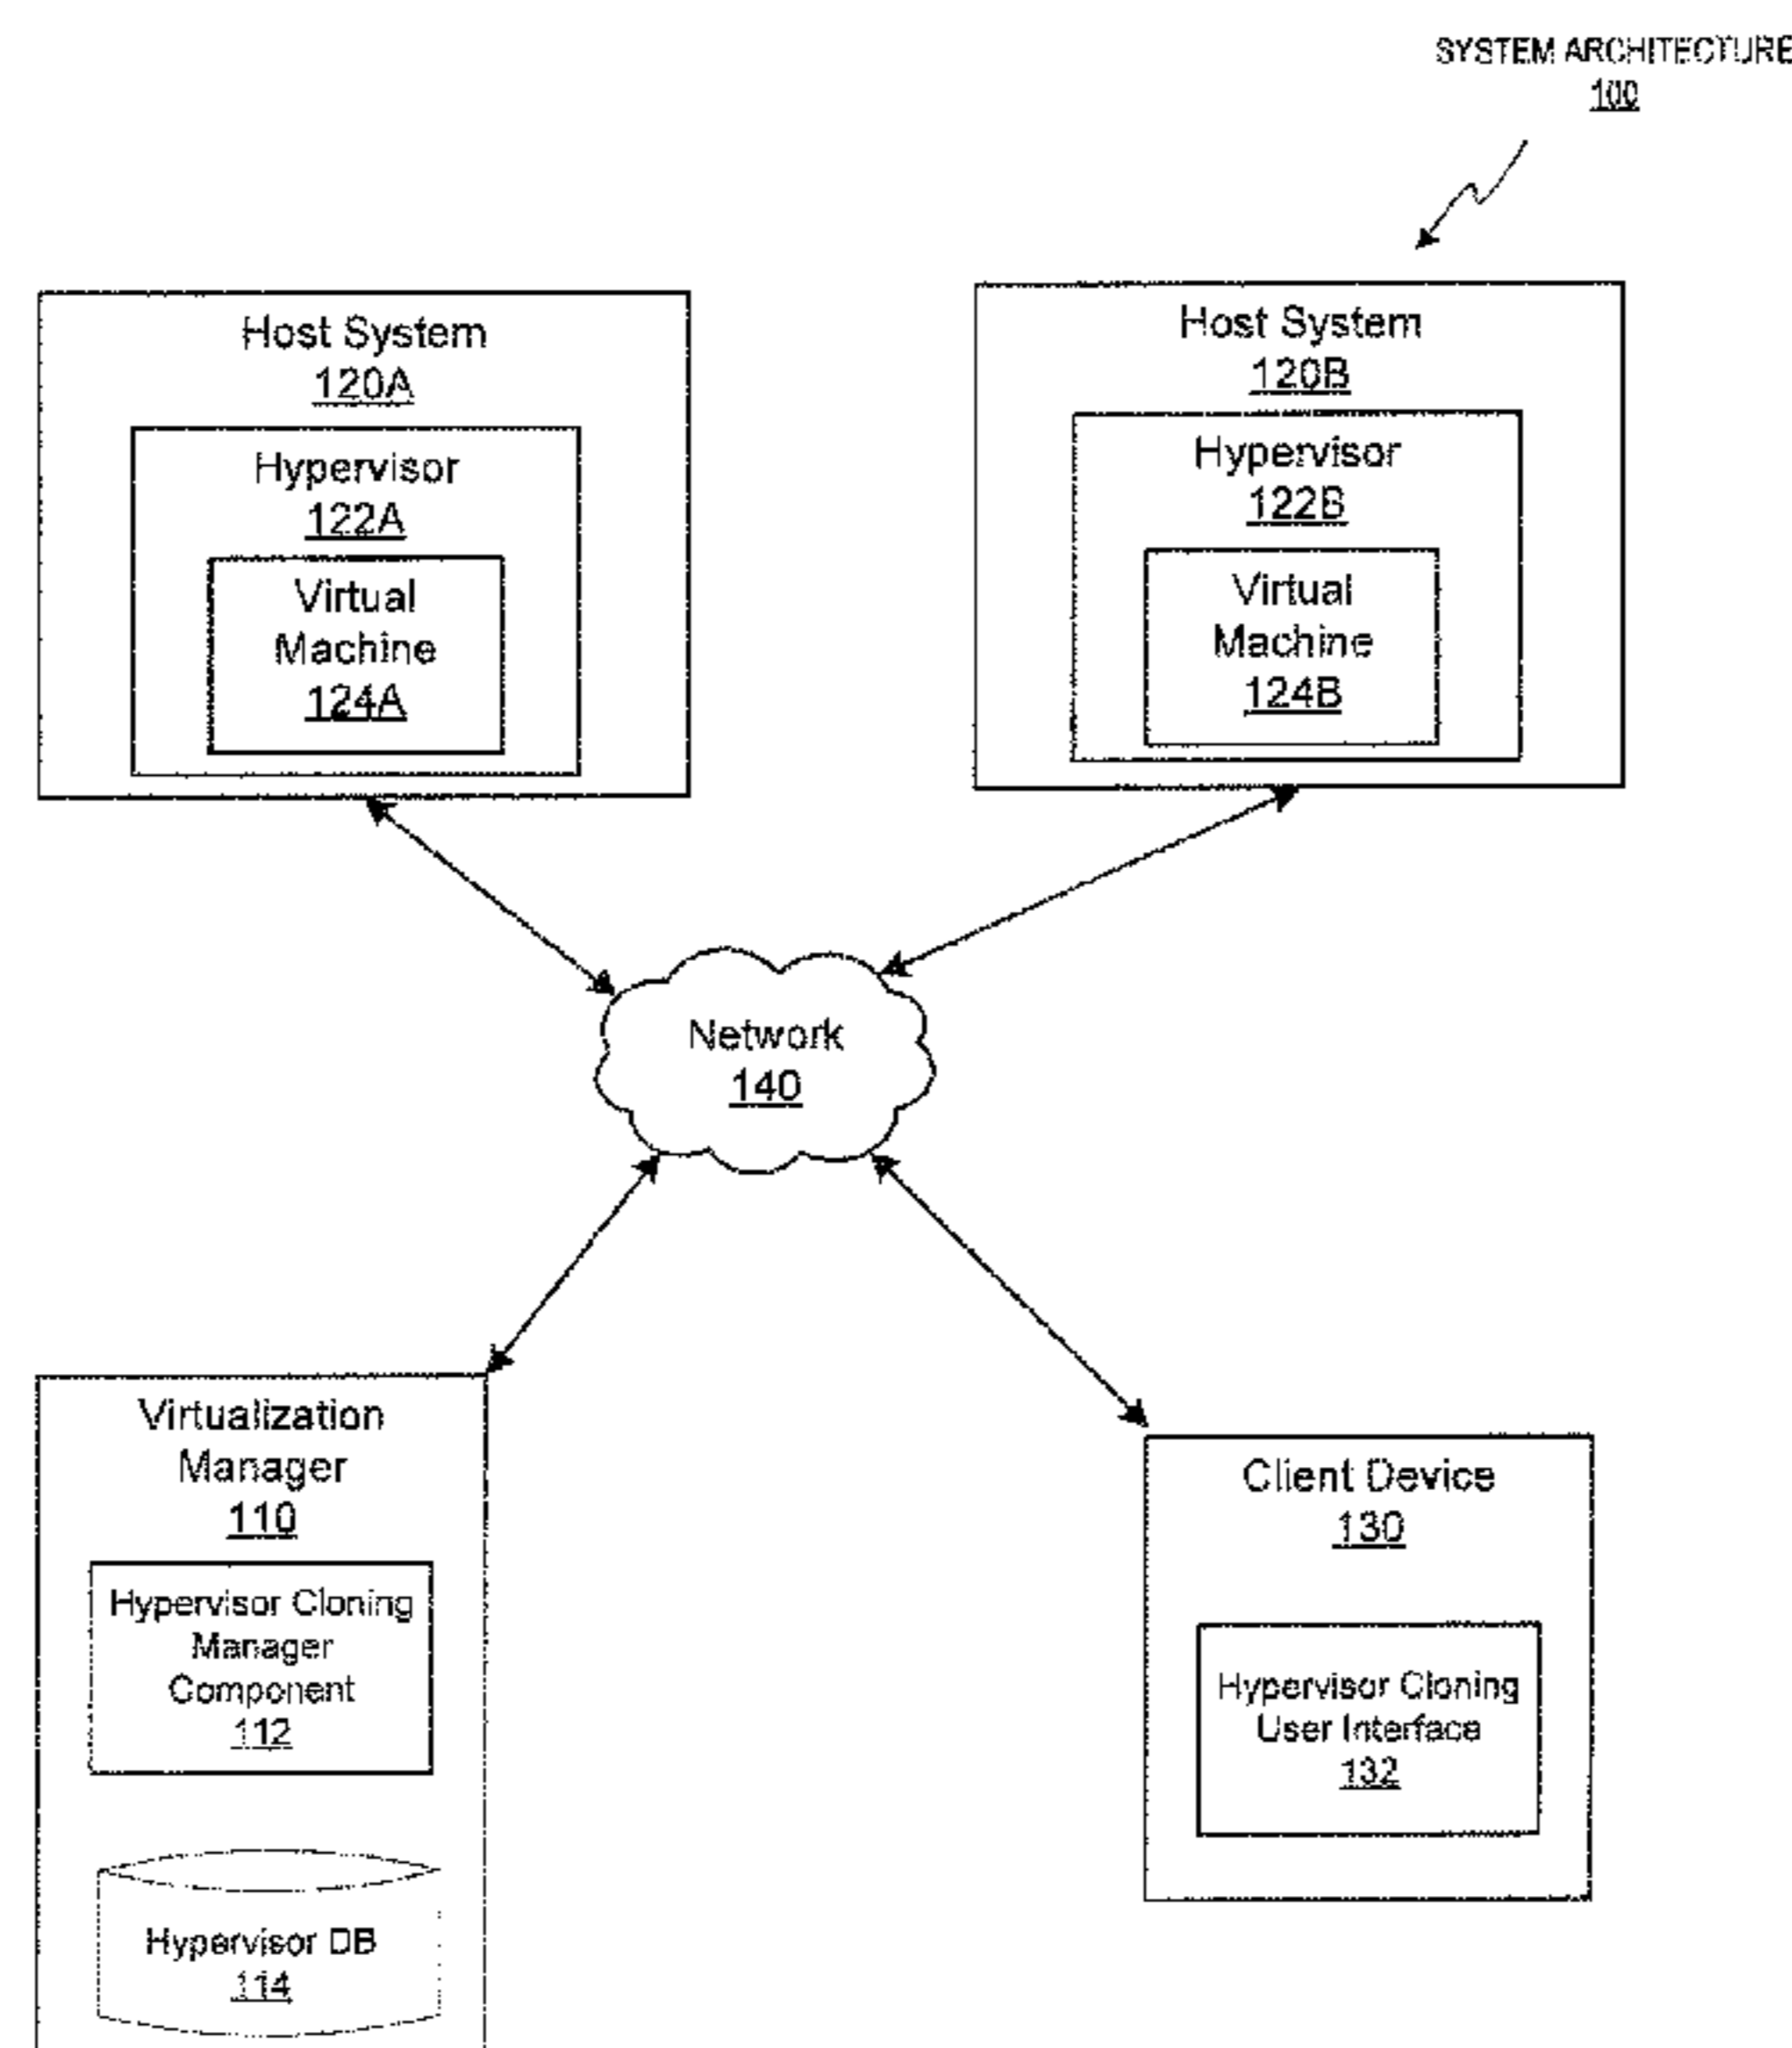 SYSTEM ARCHITECTURE
100
Host System
120A
Hypervisor
122A
Virtual
Machine
124A
Host System
120B
Hypervisor
122B
Virtual
Machine
124B
Network
140
Virtualization
Manager
110
Hypervisor Cloning
Manager
Component
112
Hypervisor DB
114
Client Device
130
Hypervisor Cloning
User Interface
132